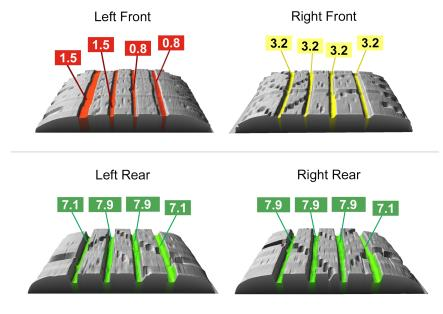 Left Front
Right Front
1.5 1.5 0.8 0.8
3.2 3.2 3.2 3.2
Left Rear
Right Rear
7.1 7.9 7.9 7.1
7.9 7.9 7.9 7.1